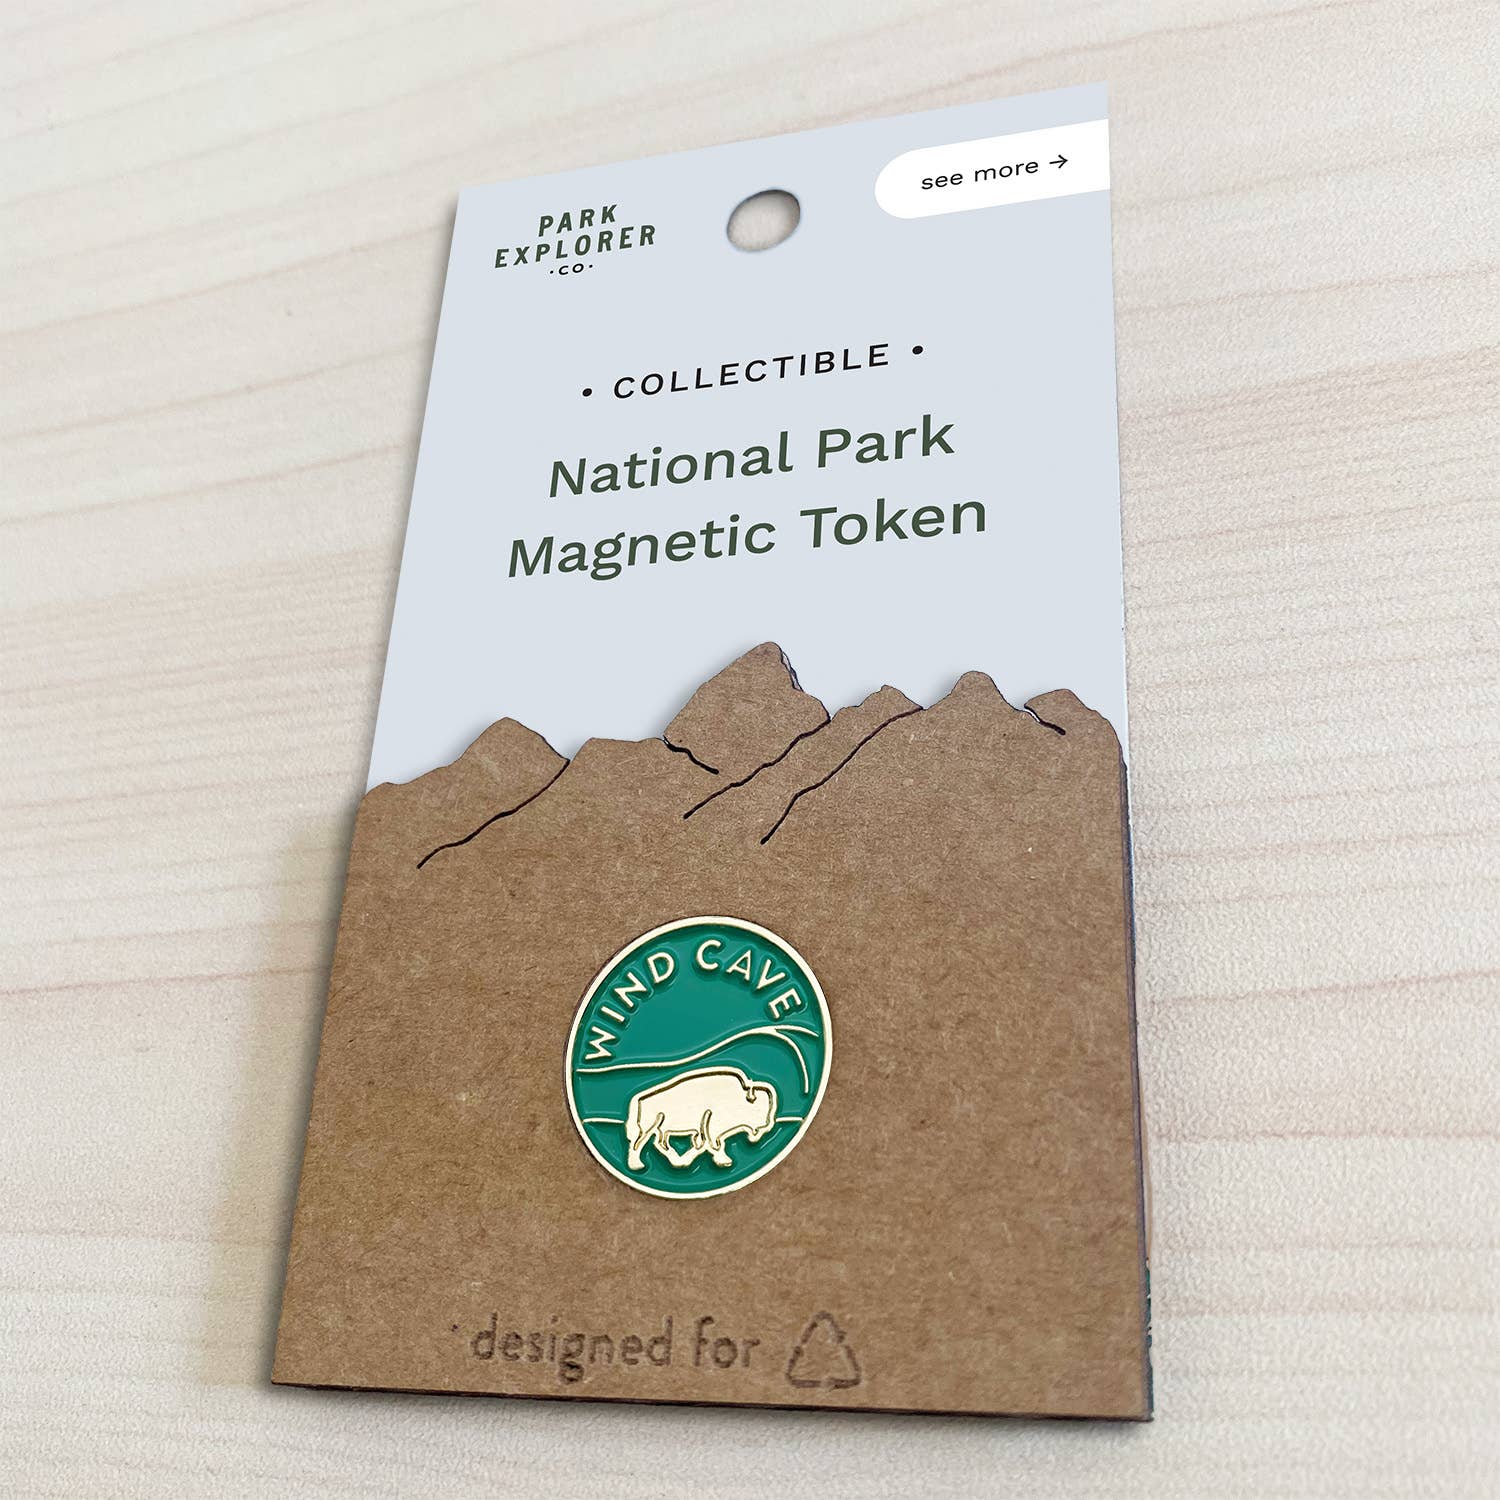 PARK
EXPLORER
·CO·
see more →
• COLLECTIBLE •
National Park
Magnetic Token
WIND CAVE
designed for